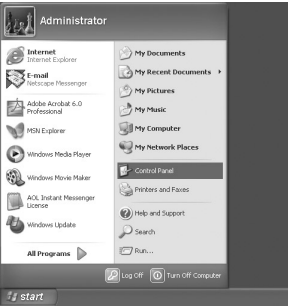 Administrator
Internet
Internet Explorer
E-mail
Netscape Messenger
Adobe Acrobat 6.0
Professional
MSN Explorer
Windows Media Player
Windows Movie Maker
AOL Instant Messenger
License
Windows Update
All Programs
My Documents
My Recent Documents
My Pictures
My Music
My Computer
My Network Places
Control Panel
Printers and Faxes
Help and Support
Search
Run...
Log Off
Turn Off Computer
start